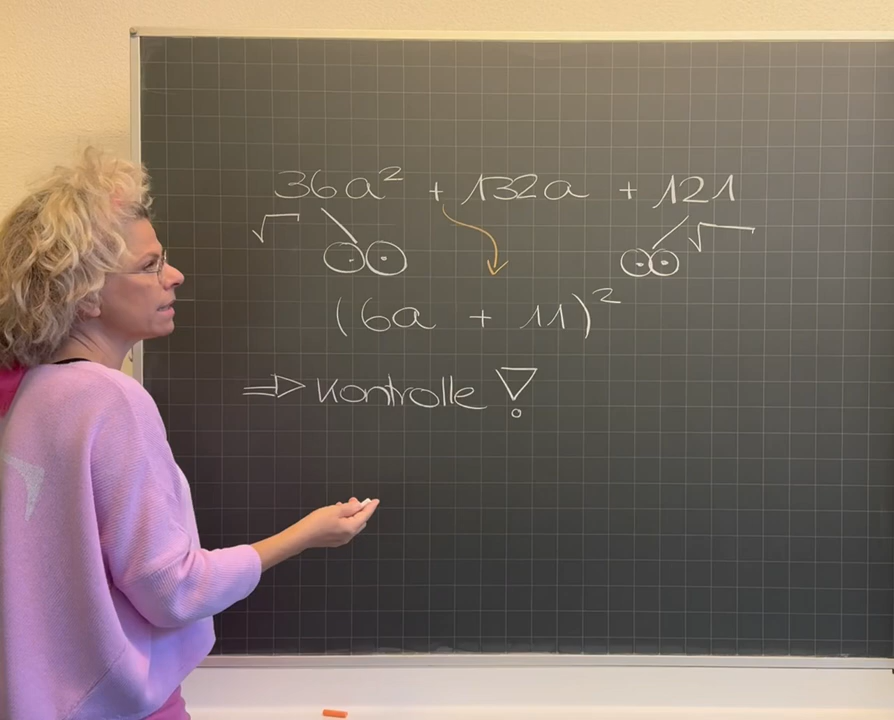 36a² + 132a + 121
√ √
(6a + 11)²
⇒ Kontrolle !